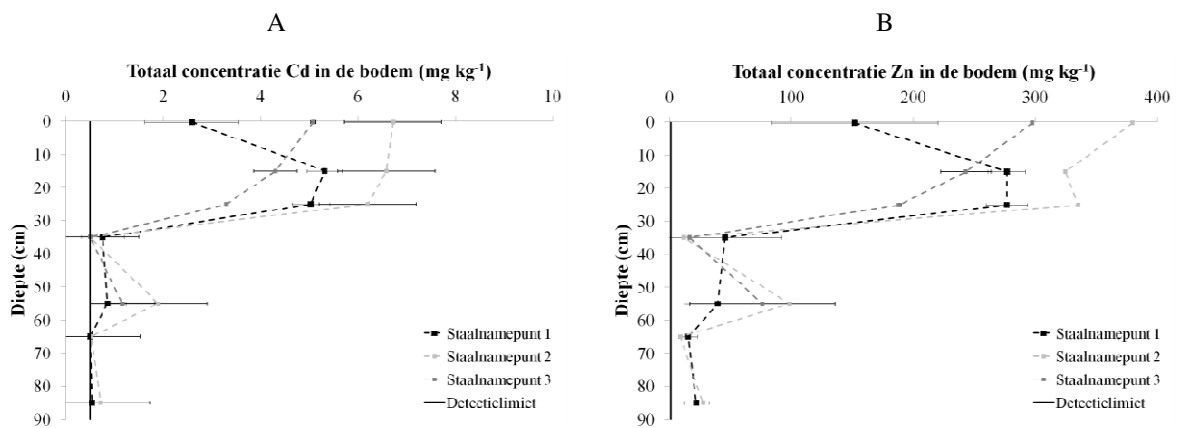 A
Totaal concentratie Cd in de bodem (mg kg⁻¹)
0 2 4 6 8 10
0
10
20
30
40
50
60
70
80
90
Diepte (cm)
Staalnamepunt 1
Staalnamepunt 2
Staalnamepunt 3
Detectielimiet
B
Totaal concentratie Zn in de bodem (mg kg⁻¹)
0 100 200 300 400
0
10
20
30
40
50
60
70
80
90
Diepte (cm)
Staalnamepunt 1
Staalnamepunt 2
Staalnamepunt 3
Detectielimiet